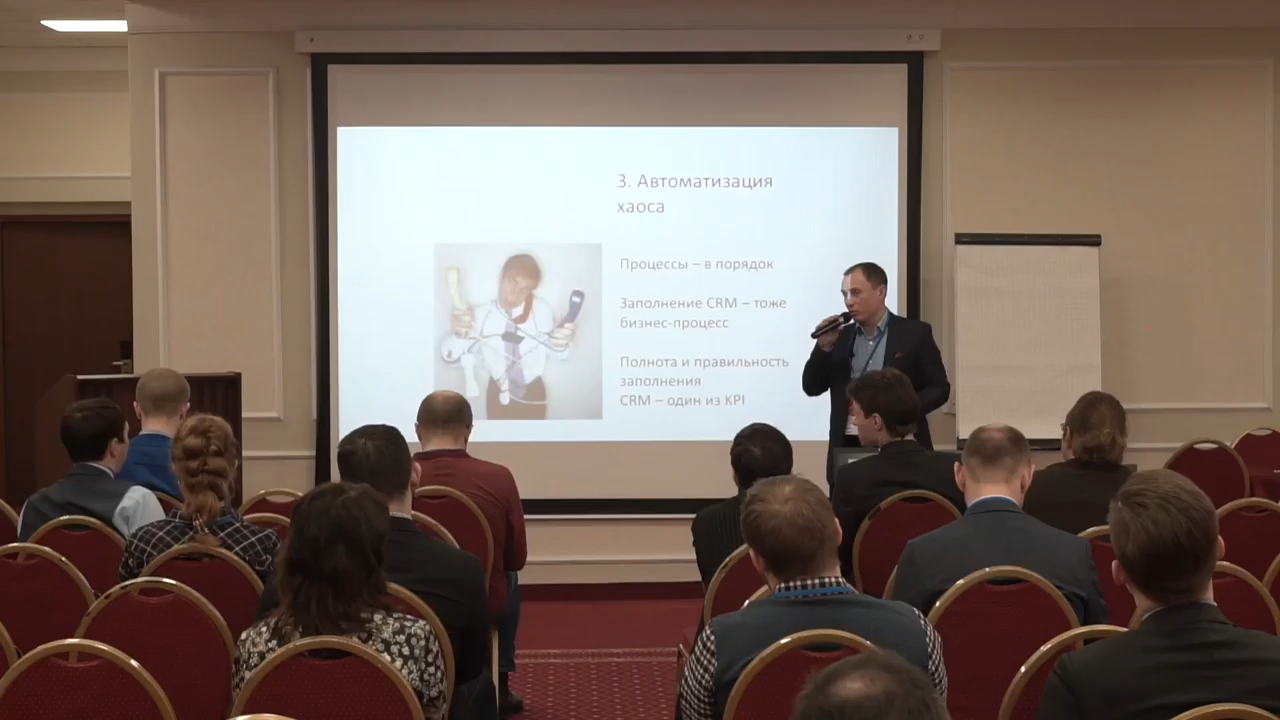 3. Автоматизация
хаоса
Процессы – в порядок
Заполнение CRM – тоже
бизнес-процесс
Полнота и правильность
заполнения
CRM – один из KPI